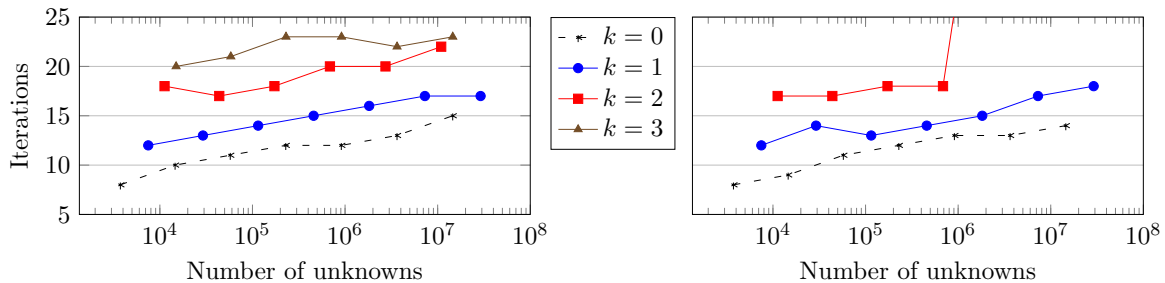 25
20
15
10
5
Iterations
10^4 10^5 10^6 10^7 10^8
Number of unknowns
k = 0
k = 1
k = 2
k = 3
10^4 10^5 10^6 10^7 10^8
Number of unknowns